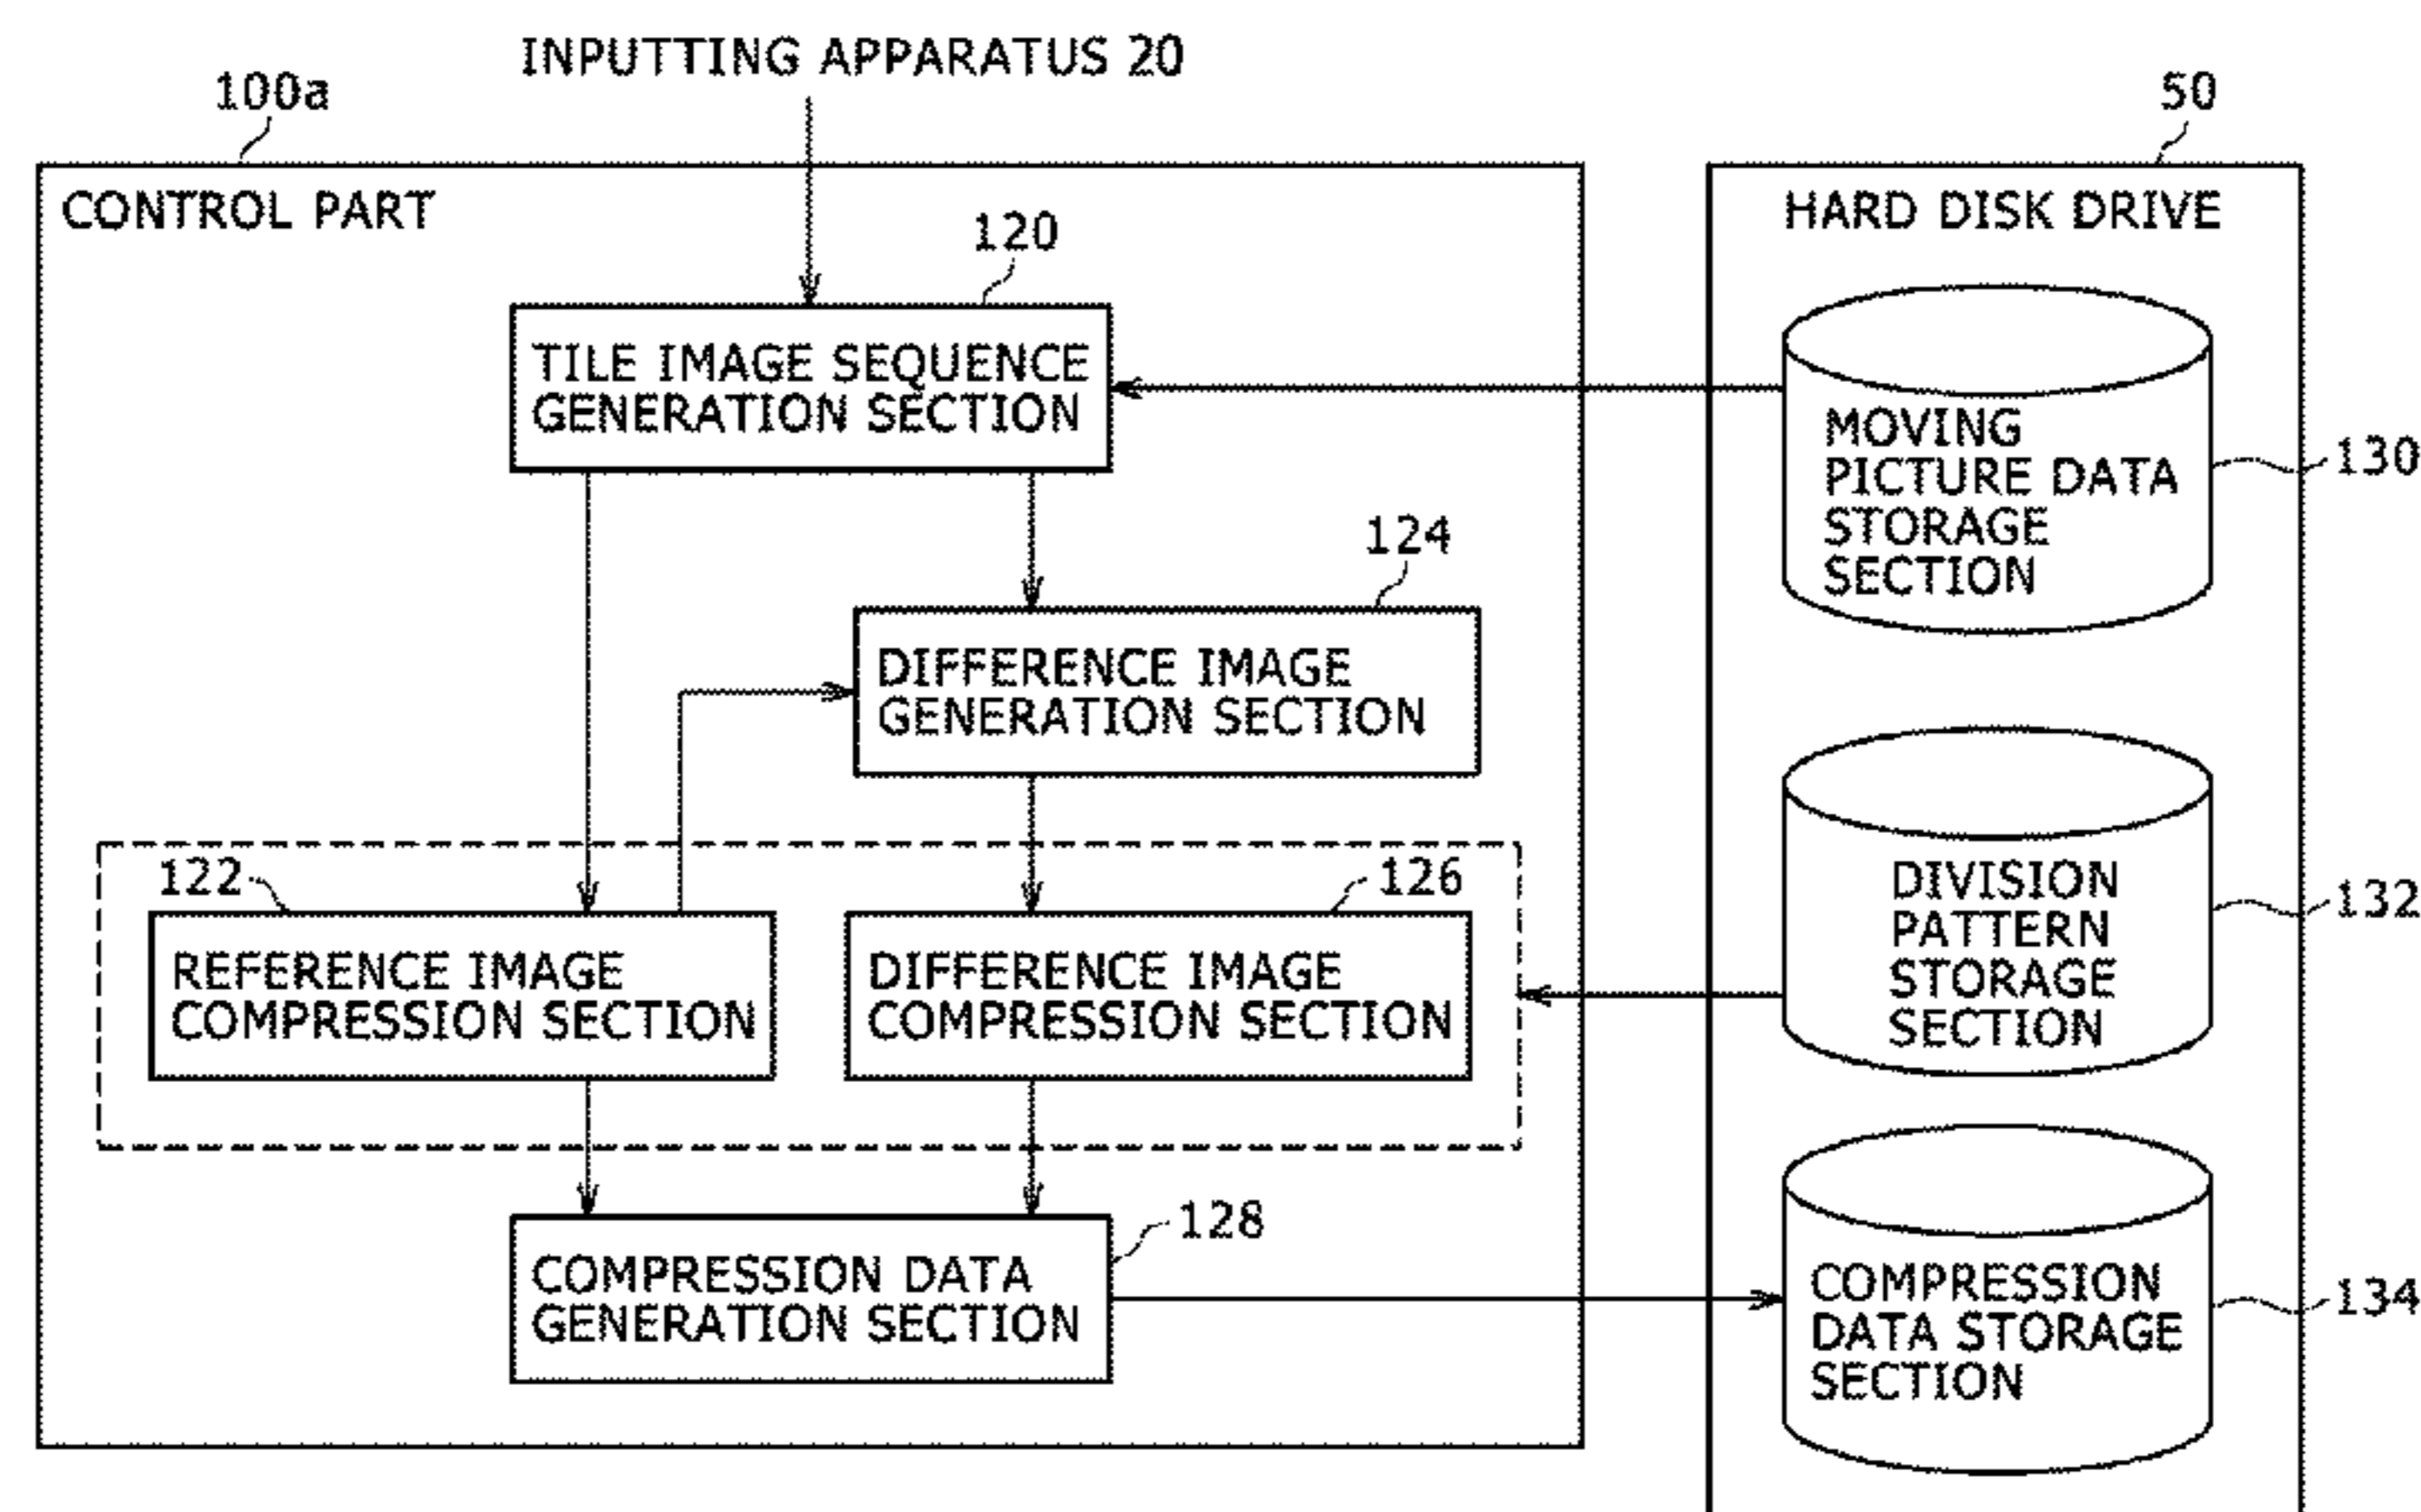 INPUTTING APPARATUS 20
100a
50
CONTROL PART
HARD DISK DRIVE
120
TILE IMAGE SEQUENCE
GENERATION SECTION
MOVING
PICTURE DATA
STORAGE
SECTION
130
124
DIFFERENCE IMAGE
GENERATION SECTION
122
126
DIVISION
PATTERN
STORAGE
SECTION
132
REFERENCE IMAGE
COMPRESSION SECTION
DIFFERENCE IMAGE
COMPRESSION SECTION
128
COMPRESSION DATA
GENERATION SECTION
COMPRESSION
DATA STORAGE
SECTION
134